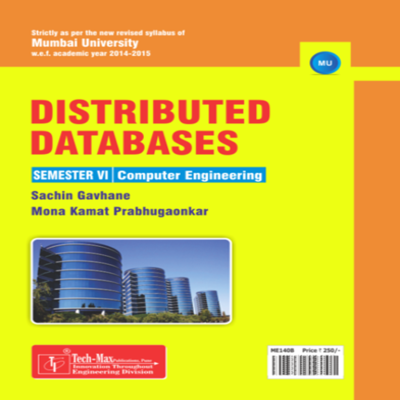 Strictly as per the new revised syllabus of
Mumbai University
w.e.f. academic year 2014-2015
MU
DISTRIBUTED
DATABASES
SEMESTER VI Computer Engineering
Sachin Gavhane
Mona Kamat Prabhugaonkar
Tech-Max Publications, Pune
Innovation Throughout
Engineering Division
ME140B Price ₹ 250/-